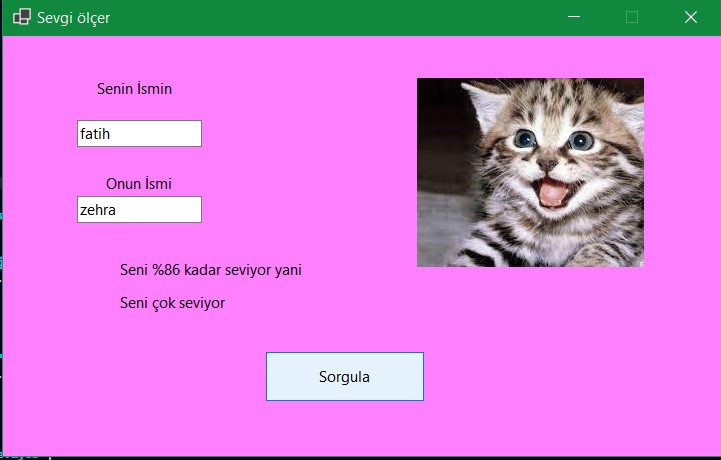 Sevgi ölçer
Senin İsmin
fatih
Onun İsmi
zehra
Seni %86 kadar seviyor yani
Seni çok seviyor
Sorgula